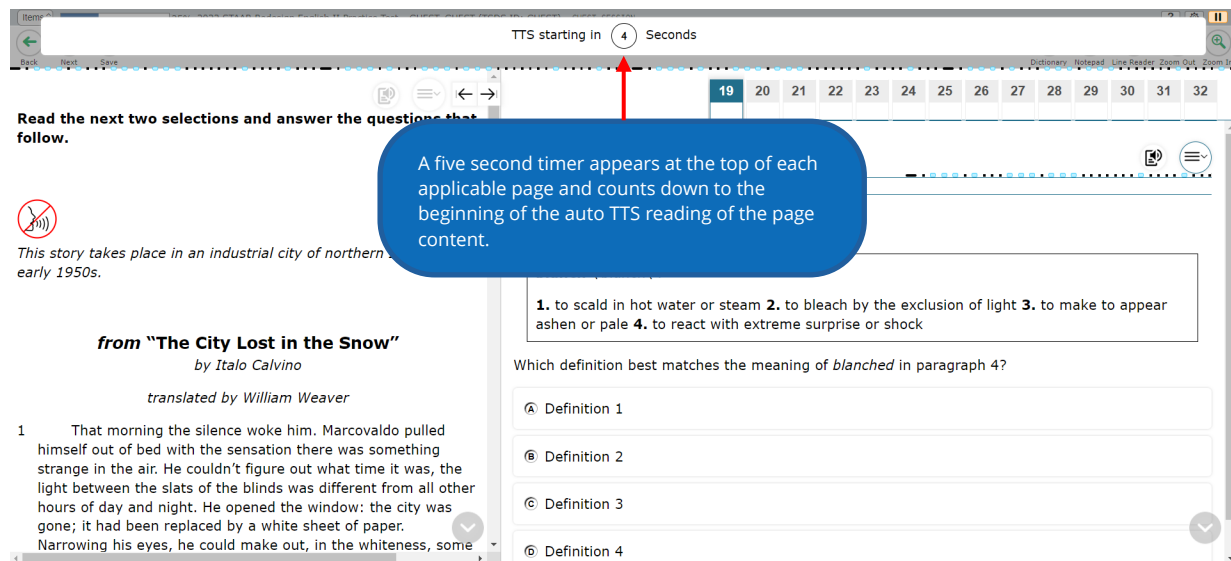 Items
TTS starting in 4 Seconds
Back Next Save
Dictionary Notepad Line Reader Zoom Out Zoom In
19 20 21 22 23 24 25 26 27 28 29 30 31 32
Read the next two selections and answer the questions that
follow.
A five second timer appears at the top of each
applicable page and counts down to the
beginning of the auto TTS reading of the page
content.
This story takes place in an industrial city of northern
early 1950s.
from “The City Lost in the Snow”
by Italo Calvino
translated by William Weaver
1 That morning the silence woke him. Marcovaldo pulled
himself out of bed with the sensation there was something
strange in the air. He couldn’t figure out what time it was, the
light between the slats of the blinds was different from all other
hours of day and night. He opened the window: the city was
gone; it had been replaced by a white sheet of paper.
Narrowing his eyes, he could make out, in the whiteness, some
1. to scald in hot water or steam 2. to bleach by the exclusion of light 3. to make to appear
ashen or pale 4. to react with extreme surprise or shock
Which definition best matches the meaning of blanched in paragraph 4?
A Definition 1
B Definition 2
C Definition 3
D Definition 4